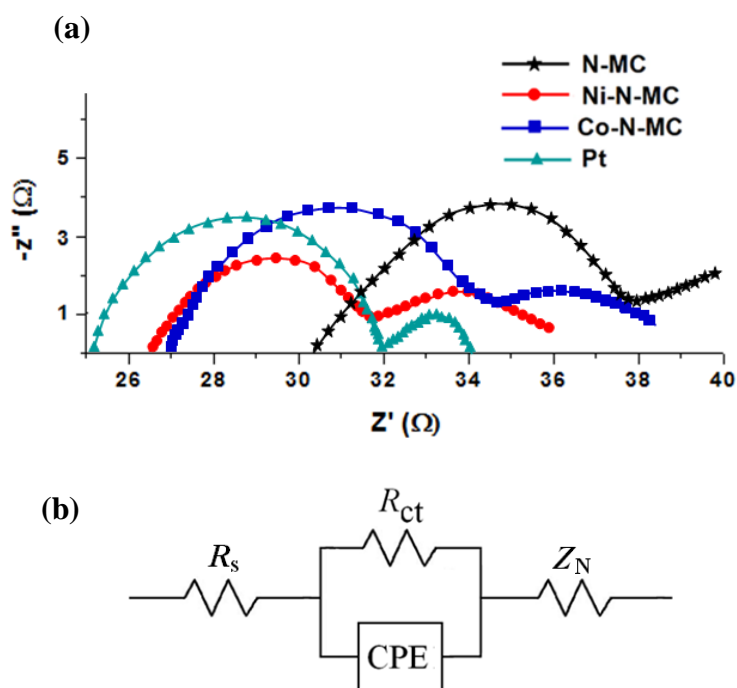 (a)
N-MC
Ni-N-MC
Co-N-MC
Pt
-z'' (Ω)
5
3
1
26 28 30 32 34 36 38 40
Z' (Ω)
(b)
Rct
Rs
ZN
CPE